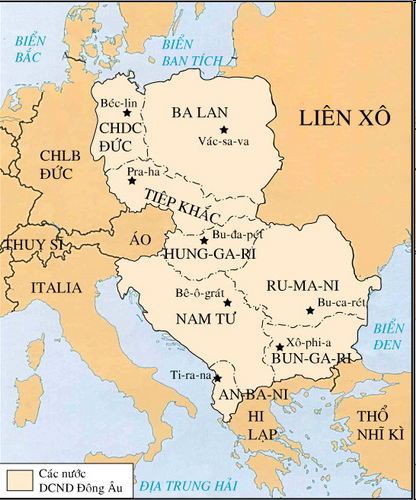 BIỂN
BẮC
BIỂN
BAN TÍCH
Béc-lin
CHDC
ĐỨC
BA LAN
Vác-sa-va
LIÊN XÔ
CHLB
ĐỨC
Pra-ha
TIỆP KHẮC
THUỴ SĨ
ÁO
Bu-đa-pét
HUNG-GA-RI
ITALIA
RU-MA-NI
Bê-ô-grát
NAM TƯ
Bu-ca-rét
BIỂN
ĐEN
Xô-phi-a
BUN-GA-RI
Ti-ra-na
AN-BA-NI
HI
LẠP
THỔ
NHĨ KÌ
Các nước
DCND Đông Âu
ĐỊA TRUNG HẢI